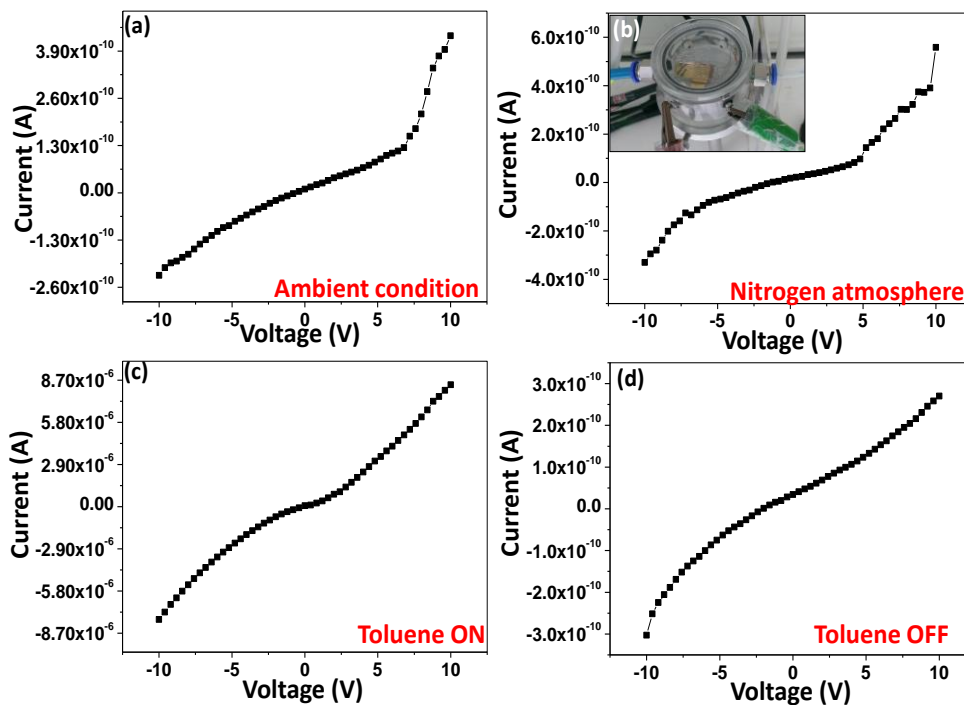 (a)
Current (A)
3.90x10⁻¹⁰
2.60x10⁻¹⁰
1.30x10⁻¹⁰
0.00
-1.30x10⁻¹⁰
-2.60x10⁻¹⁰
Ambient condition
-10 -5 0 5 10
Voltage (V)
(b)
Current (A)
6.0x10⁻¹⁰
4.0x10⁻¹⁰
2.0x10⁻¹⁰
0.0
-2.0x10⁻¹⁰
-4.0x10⁻¹⁰
Nitrogen atmosphere
-10 -5 0 5 10
Voltage (V)
(c)
Current (A)
8.70x10⁻⁶
5.80x10⁻⁶
2.90x10⁻⁶
0.00
-2.90x10⁻⁶
-5.80x10⁻⁶
-8.70x10⁻⁶
Toluene ON
-10 -5 0 5 10
Voltage (V)
(d)
Current (A)
3.0x10⁻¹⁰
2.0x10⁻¹⁰
1.0x10⁻¹⁰
0.0
-1.0x10⁻¹⁰
-2.0x10⁻¹⁰
-3.0x10⁻¹⁰
Toluene OFF
-10 -5 0 5 10
Voltage (V)